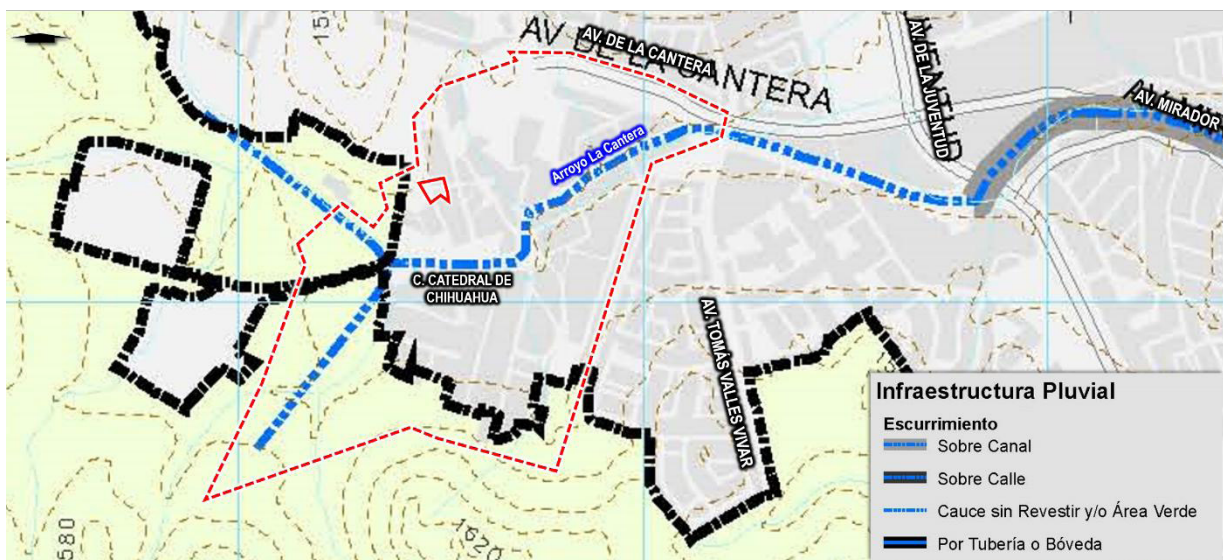 158
AV DE LA CANTERA
AV. DE LA CANTERA
AV. DE LA JUVENTUD
AV. MIRADOR
Arroyo La Cantera
C. CATEDRAL DE
CHIHUAHUA
AV. TOMÁS VALLES VIVAR
1580
1620
Infraestructura Pluvial
Escurrimiento
Sobre Canal
Sobre Calle
Cauce sin Revestir y/o Área Verde
Por Tubería o Bóveda